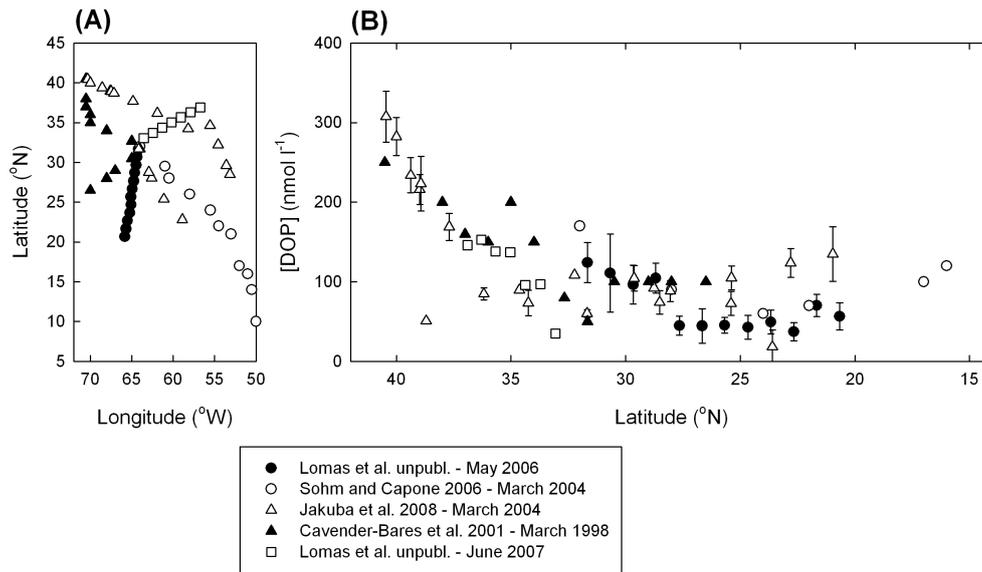 (A)
45
40
35
30
25
20
15
10
5
Latitude (°N)
70 65 60 55 50
Longitude (°W)
(B)
400
300
200
100
0
[DOP] (nmol l⁻¹)
40 35 30 25 20 15
Latitude (°N)
Lomas et al. unpubl. - May 2006
Sohm and Capone 2006 - March 2004
Jakuba et al. 2008 - March 2004
Cavender-Bares et al. 2001 - March 1998
Lomas et al. unpubl. - June 2007